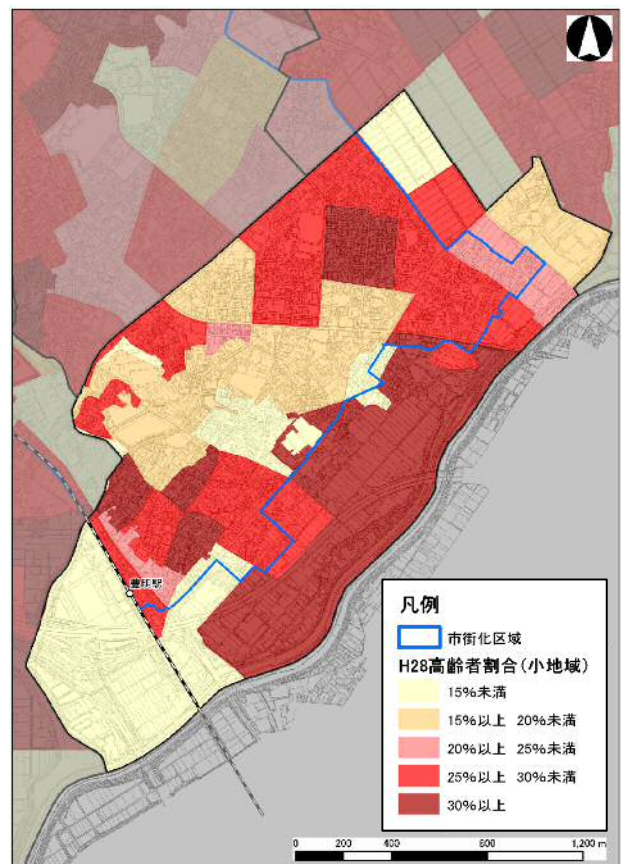 豊明駅
凡例
市街化区域
H28高齢者割合(小地域)
15%未満
15%以上 20%未満
20%以上 25%未満
25%以上 30%未満
30%以上
0 200 400 800 1,200 m